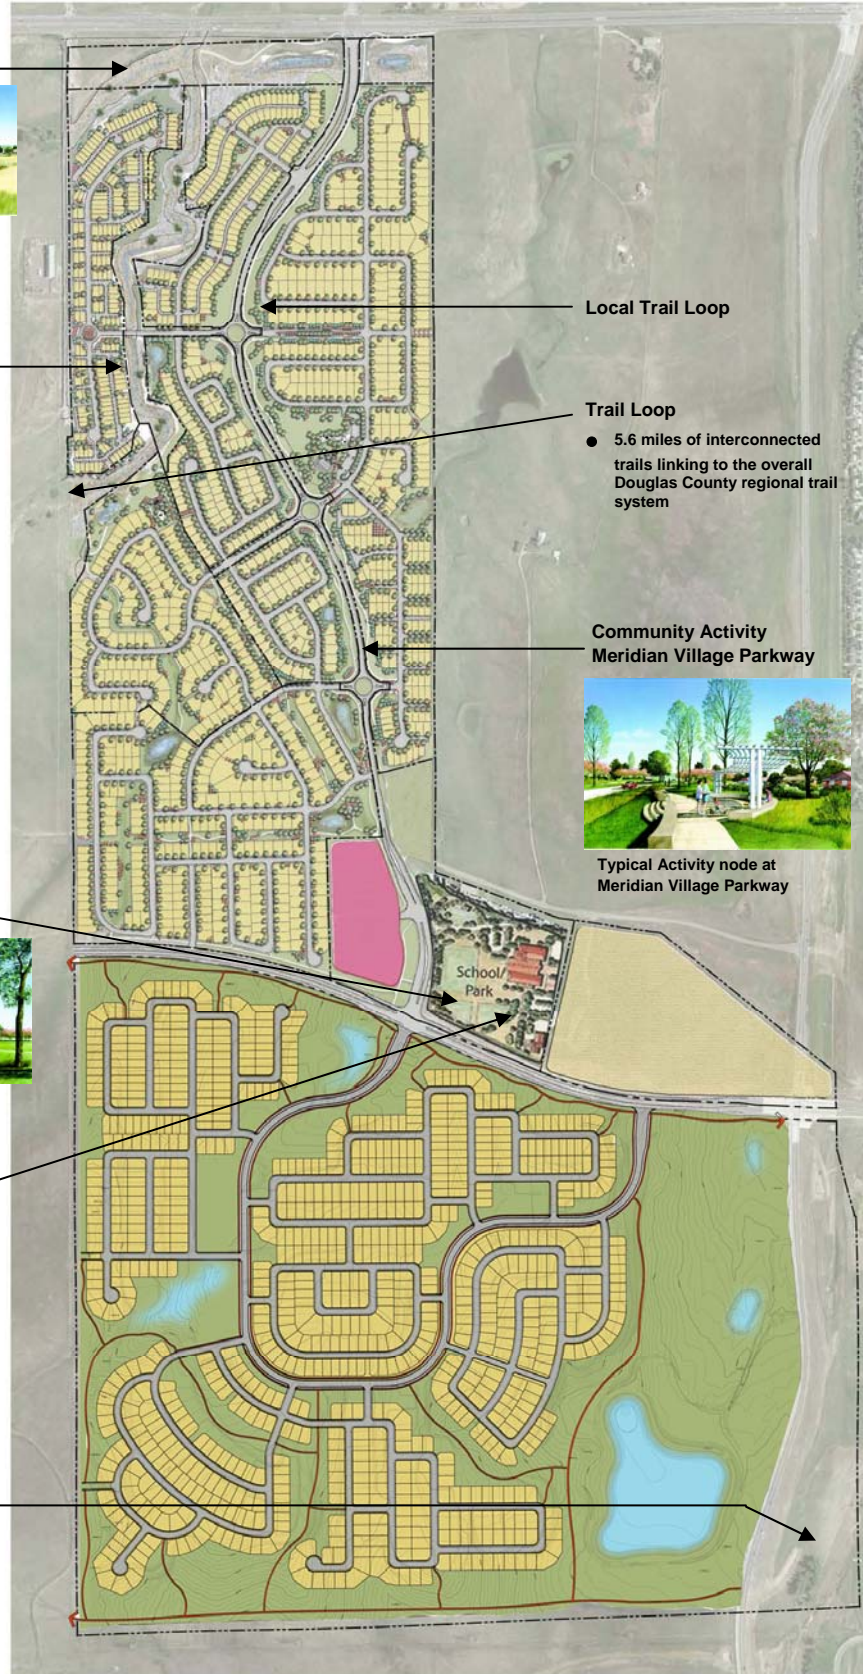 Local Trail Loop
Trail Loop
● 5.6 miles of interconnected
trails linking to the overall
Douglas County regional trail
system
Community Activity
Meridian Village Parkway
Typical Activity node at
Meridian Village Parkway
School/
Park